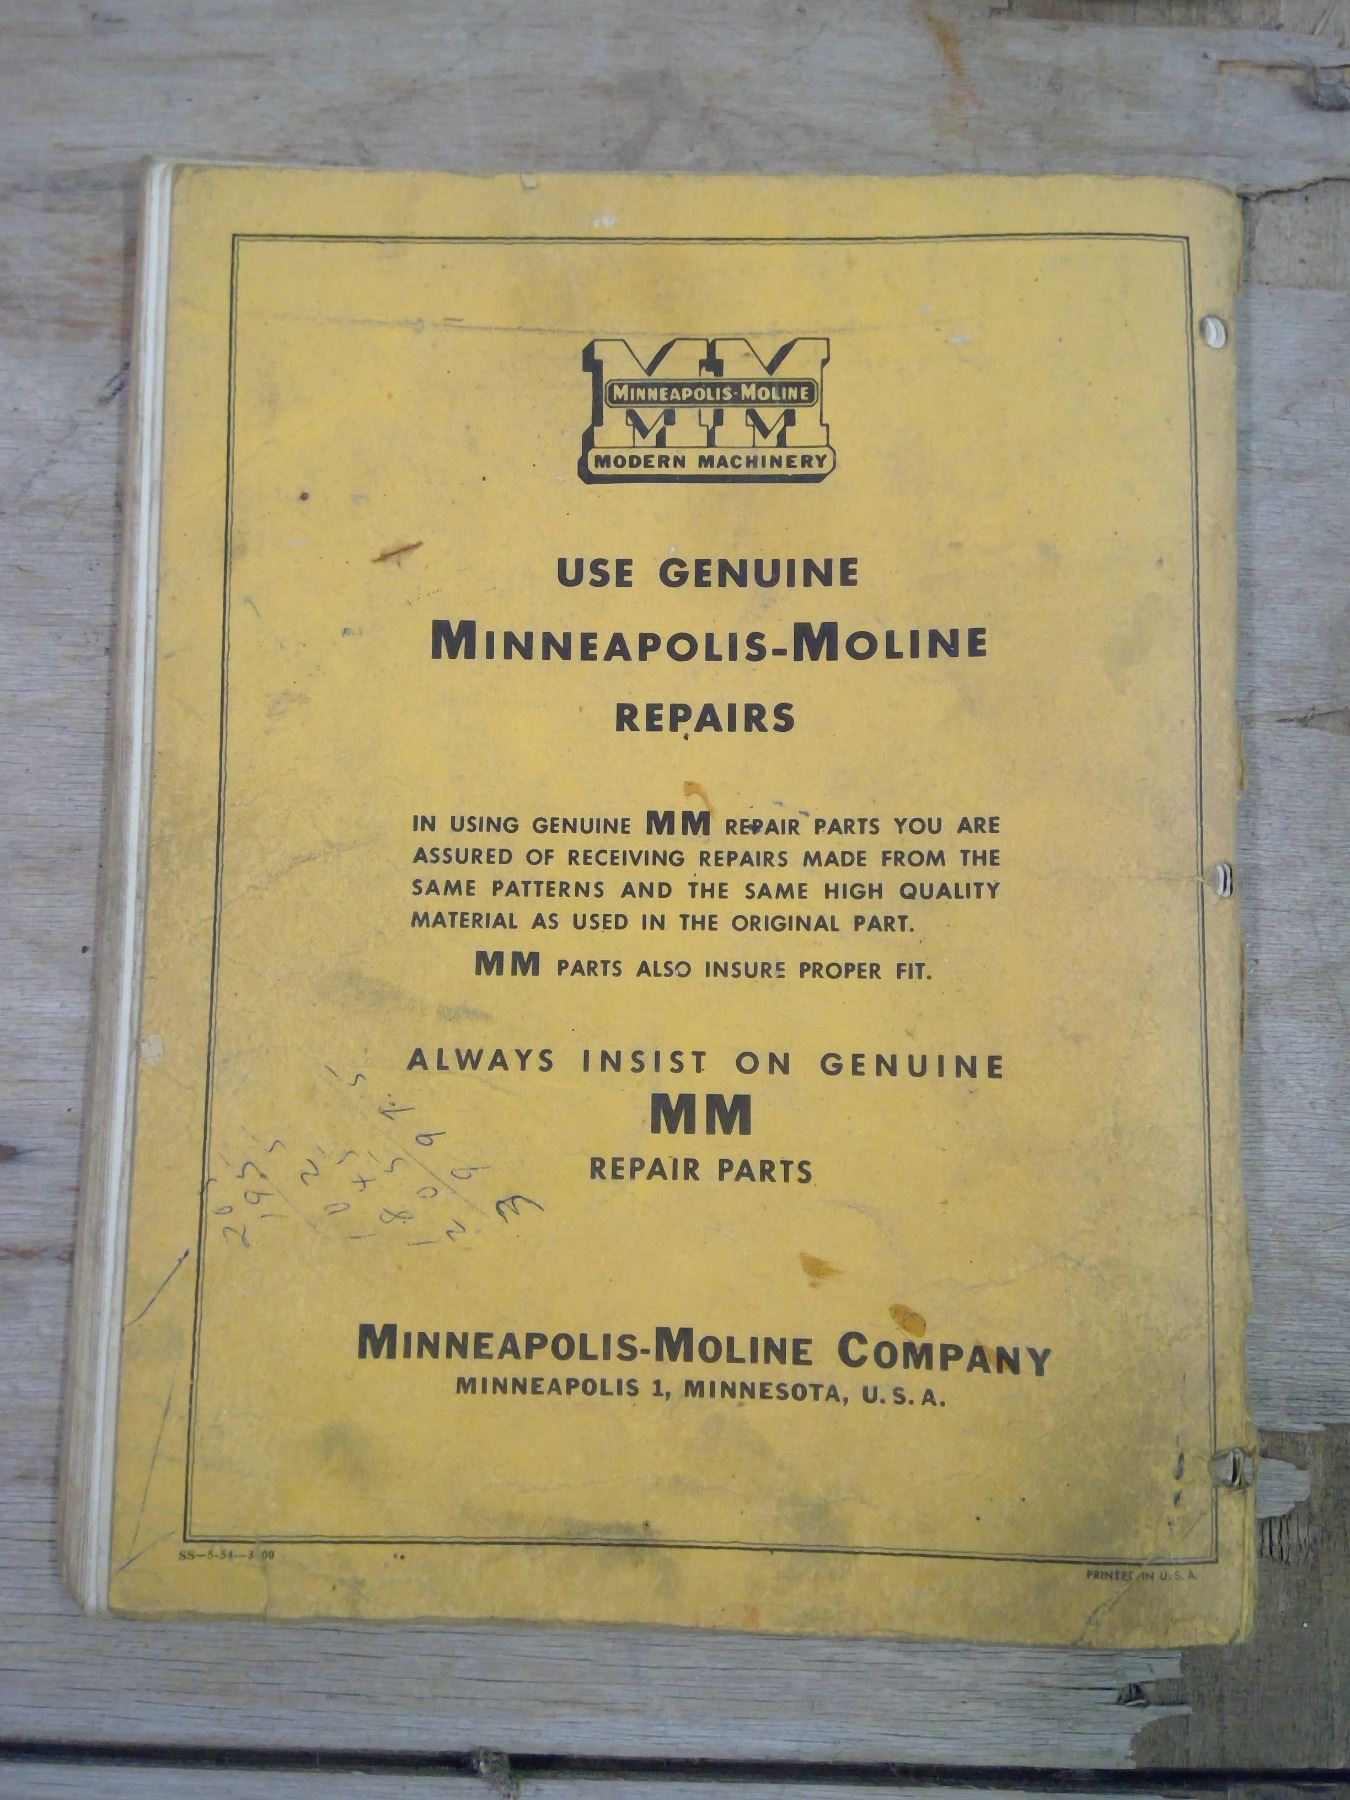 MINNEAPOLIS-MOLINE
MODERN MACHINERY
USE GENUINE
MINNEAPOLIS-MOLINE
REPAIRS
IN USING GENUINE MM REPAIR PARTS YOU ARE
ASSURED OF RECEIVING REPAIRS MADE FROM THE
SAME PATTERNS AND THE SAME HIGH QUALITY
MATERIAL AS USED IN THE ORIGINAL PART.
MM PARTS ALSO INSURE PROPER FIT.
ALWAYS INSIST ON GENUINE
MM
REPAIR PARTS
MINNEAPOLIS-MOLINE COMPANY
MINNEAPOLIS 1, MINNESOTA, U. S. A.
PRINTED IN U. S. A.